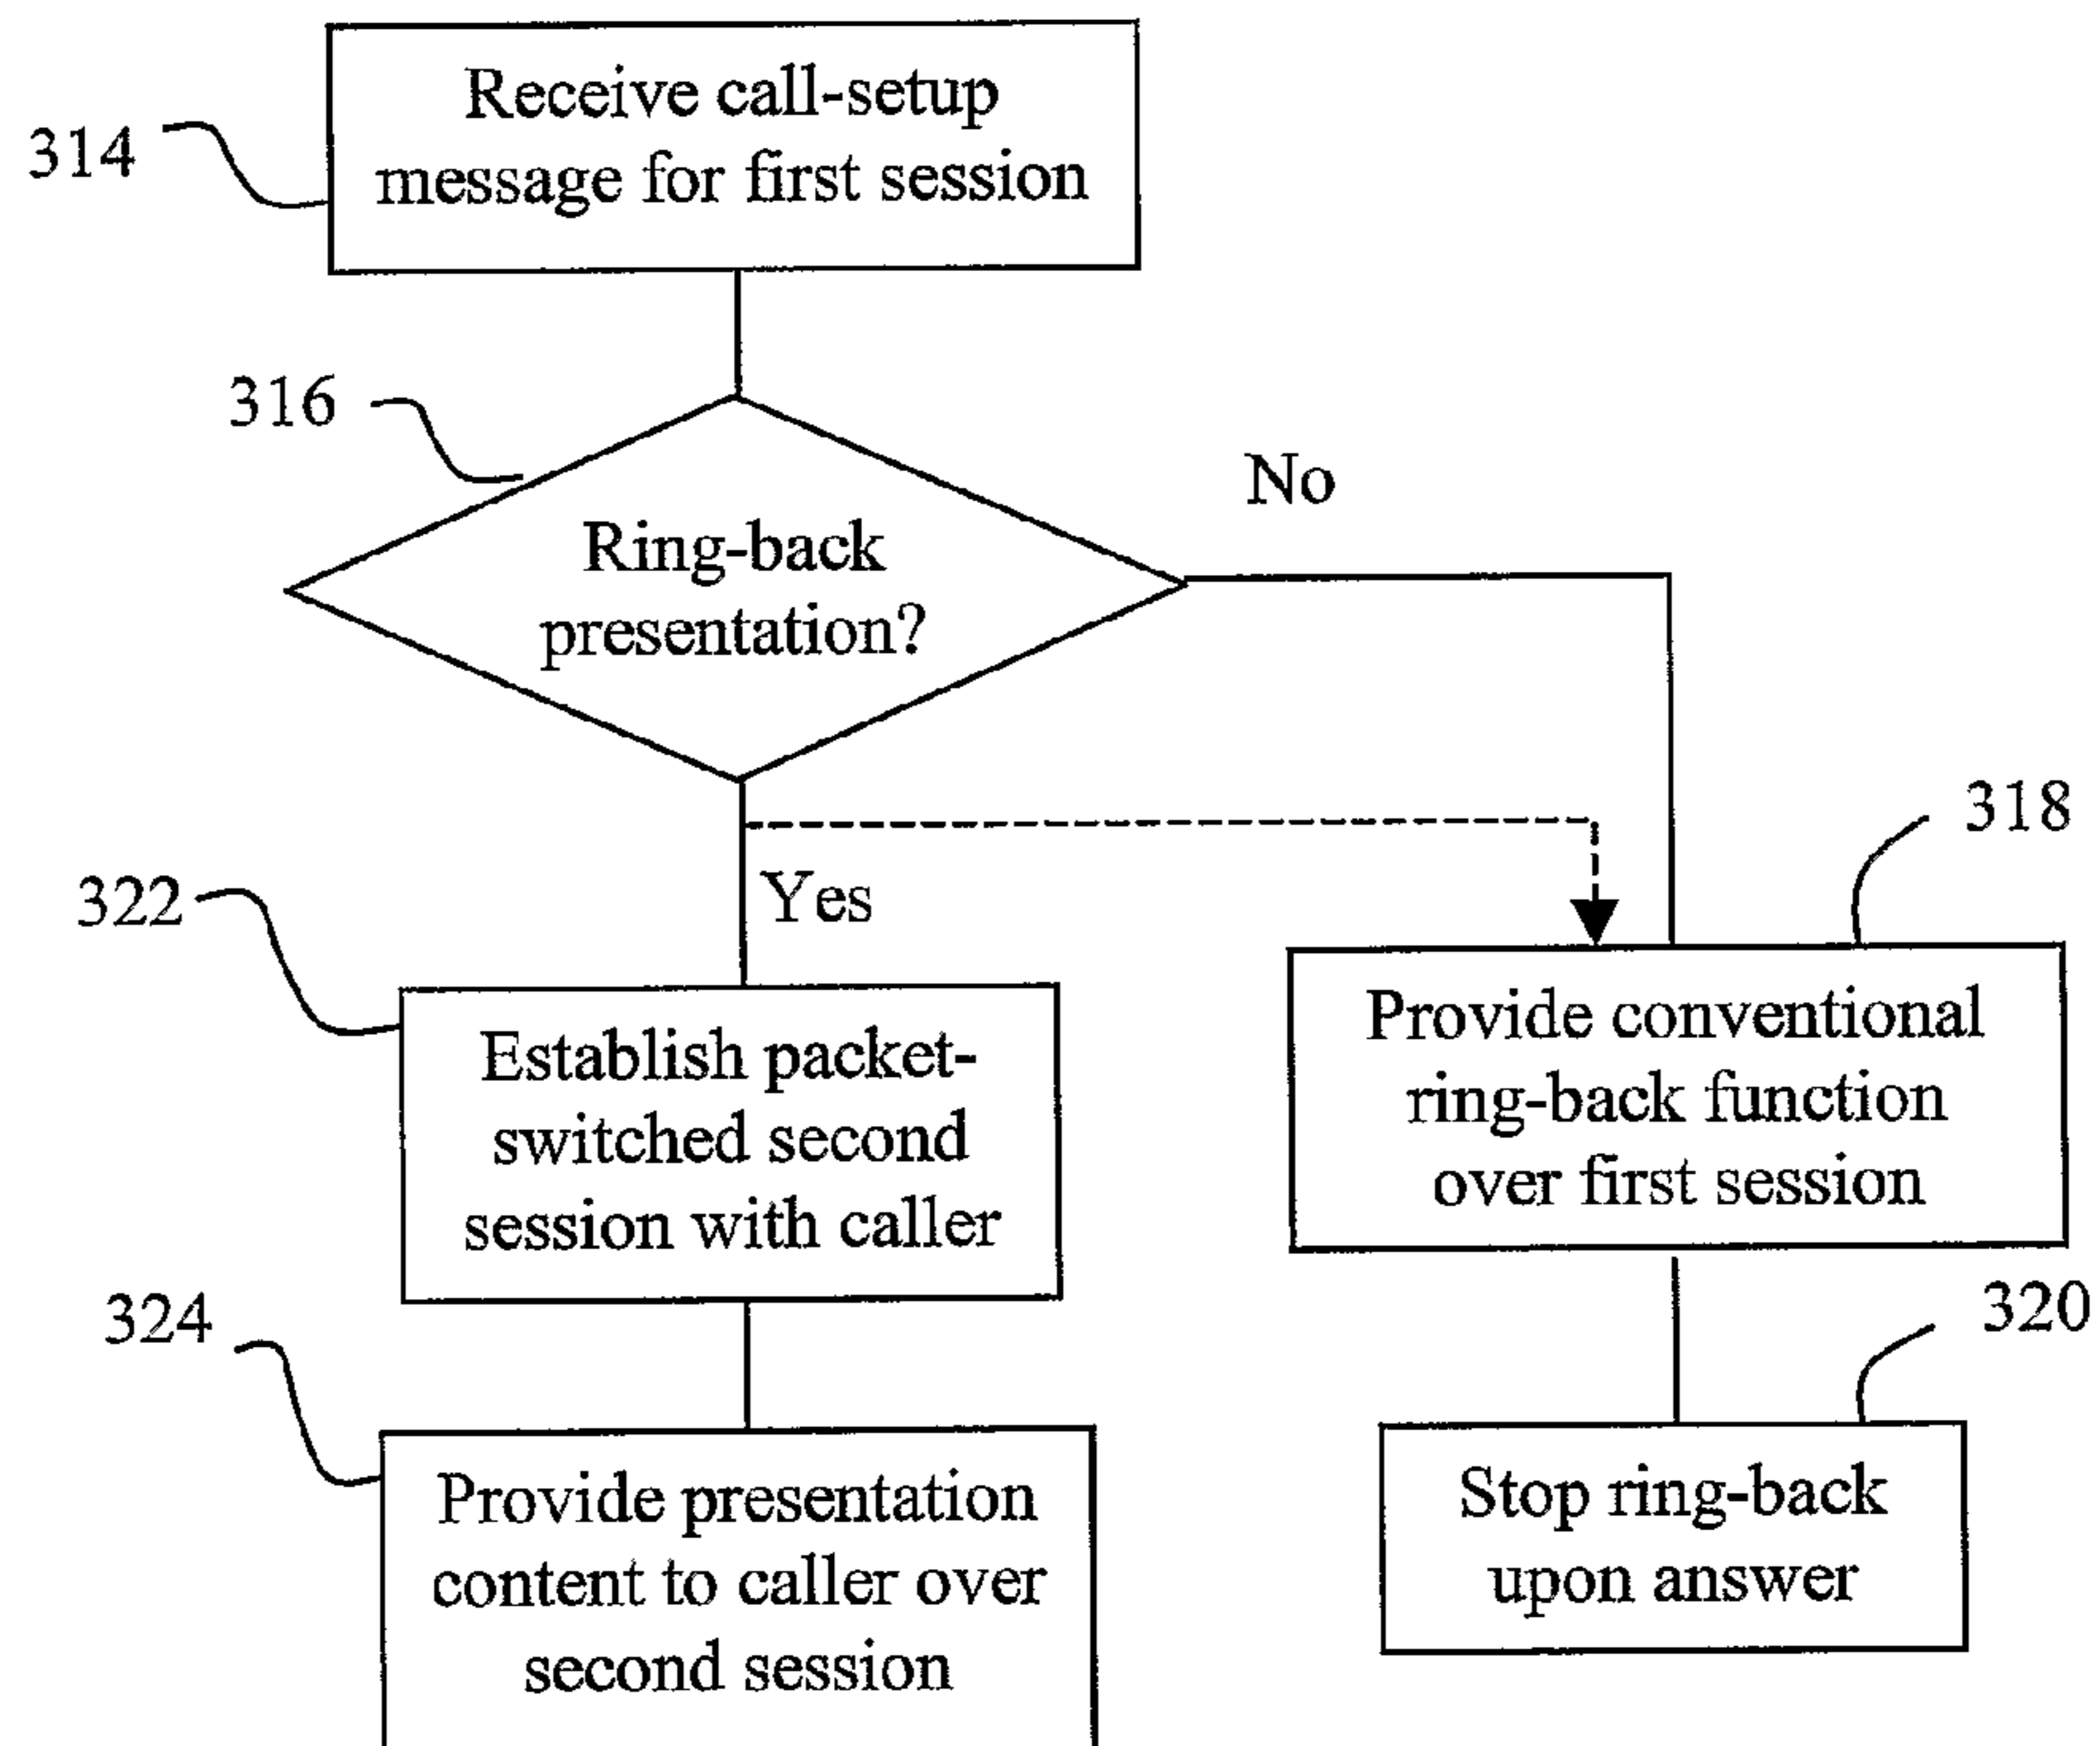 314
Receive call-setup
message for first session
316
Ring-back
presentation?
No
Yes
318
322
Establish packet-
switched second
session with caller
Provide conventional
ring-back function
over first session
324
Provide presentation
content to caller over
second session
320
Stop ring-back
upon answer